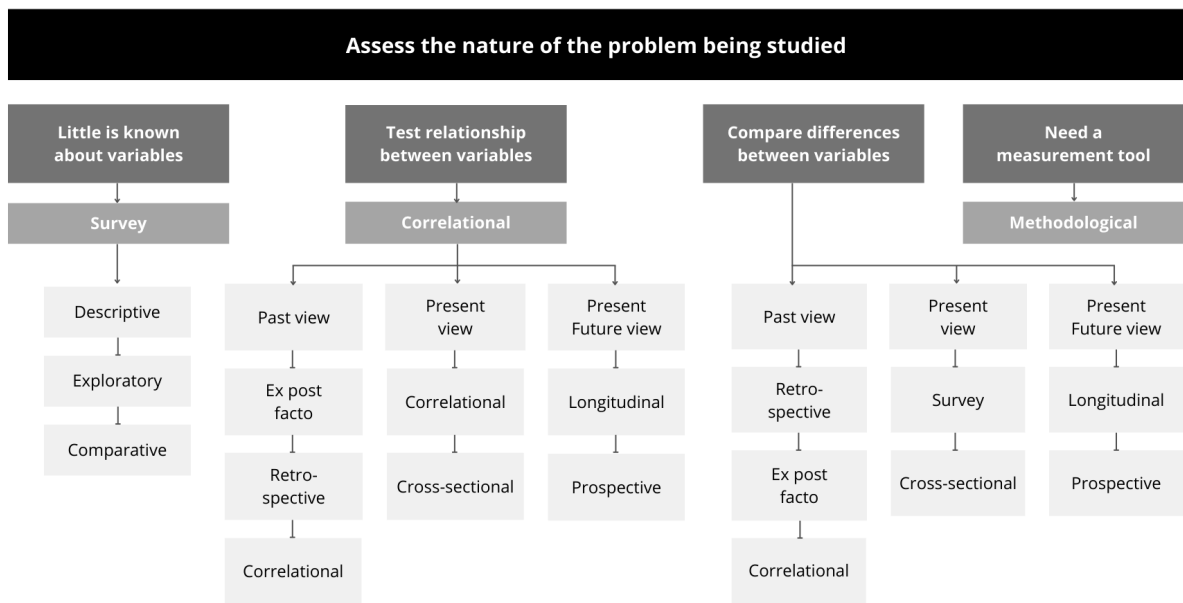 Assess the nature of the problem being studied
Little is known
about variables
Survey
Descriptive
Exploratory
Comparative
Test relationship
between variables
Correlational
Past view
Ex post
facto
Retro-
spective
Correlational
Present
view
Correlational
Cross-sectional
Present
Future view
Longitudinal
Prospective
Compare differences
between variables
Past view
Retro-
spective
Ex post
facto
Correlational
Present
view
Survey
Cross-sectional
Present
Future view
Longitudinal
Prospective
Need a
measurement tool
Methodological